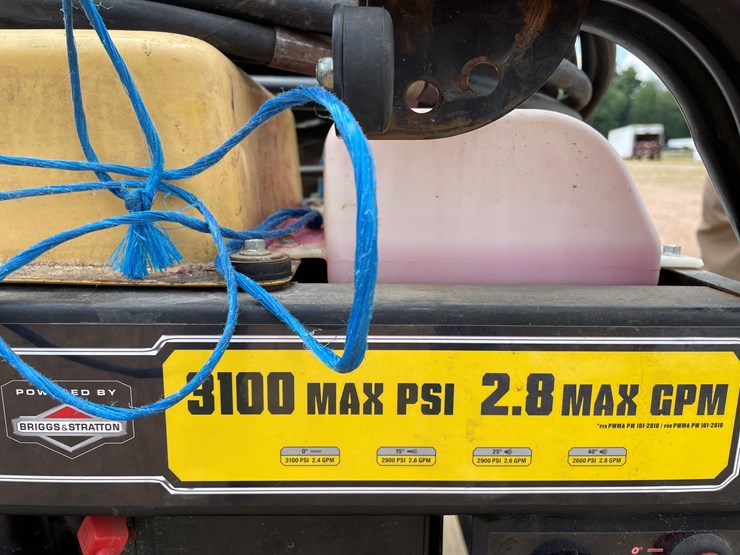 POWERED BY
BRIGGS&STRATTON
3100 MAX PSI 2.8 MAX GPM
*PER PWMA PW 101-2010 / POR PWMA PW 101-2010
0° 15° 25° 40°
3100 PSI 2.4 GPM 2900 PSI 2.6 GPM 2900 PSI 2.6 GPM 2600 PSI 2.8 GPM
0°